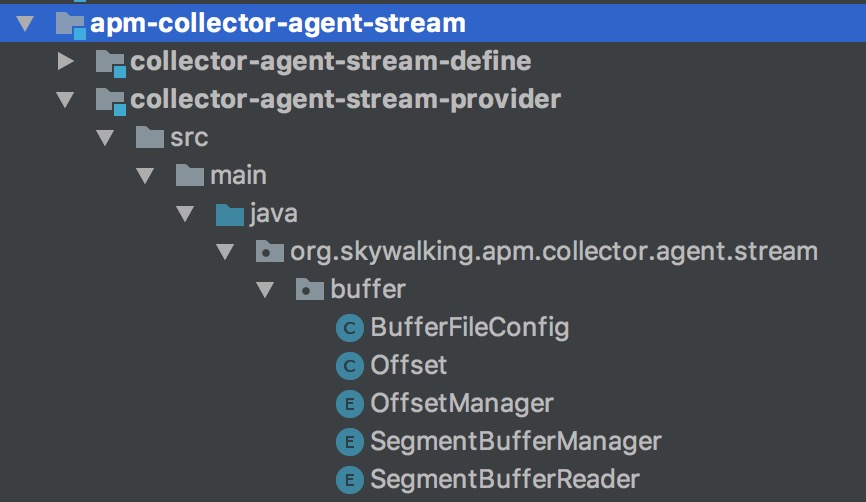 apm-collector-agent-stream
collector-agent-stream-define
collector-agent-stream-provider
src
main
java
org.skywalking.apm.collector.agent.stream
buffer
C BufferFileConfig
C Offset
E OffsetManager
E SegmentBufferManager
E SegmentBufferReader